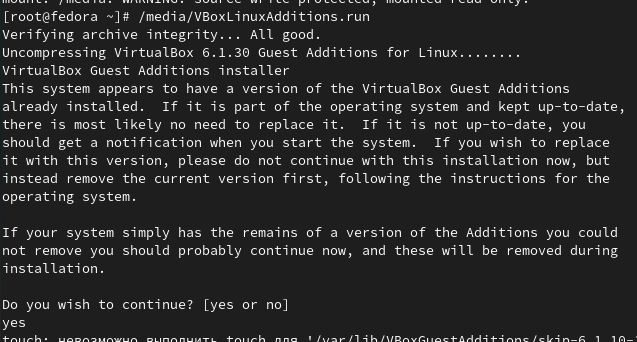 mount: /media: WARNING: source write-protected, mounted read-only.
[root@fedora ~]# /media/VBoxLinuxAdditions.run
Verifying archive integrity... All good.
Uncompressing VirtualBox 6.1.30 Guest Additions for Linux........
VirtualBox Guest Additions installer
This system appears to have a version of the VirtualBox Guest Additions
already installed.  If it is part of the operating system and kept up-to-date,
there is most likely no need to replace it.  If it is not up-to-date, you
should get a notification when you start the system.  If you wish to replace
it with this version, please do not continue with this installation now, but
instead remove the current version first, following the instructions for the
operating system.

If your system simply has the remains of a version of the Additions you could
not remove you should probably continue now, and these will be removed during
installation.

Do you wish to continue? [yes or no]
yes
touch: невозможно выполнить touch для '/var/lib/VBoxGuestAdditions/skip-6.1.10-